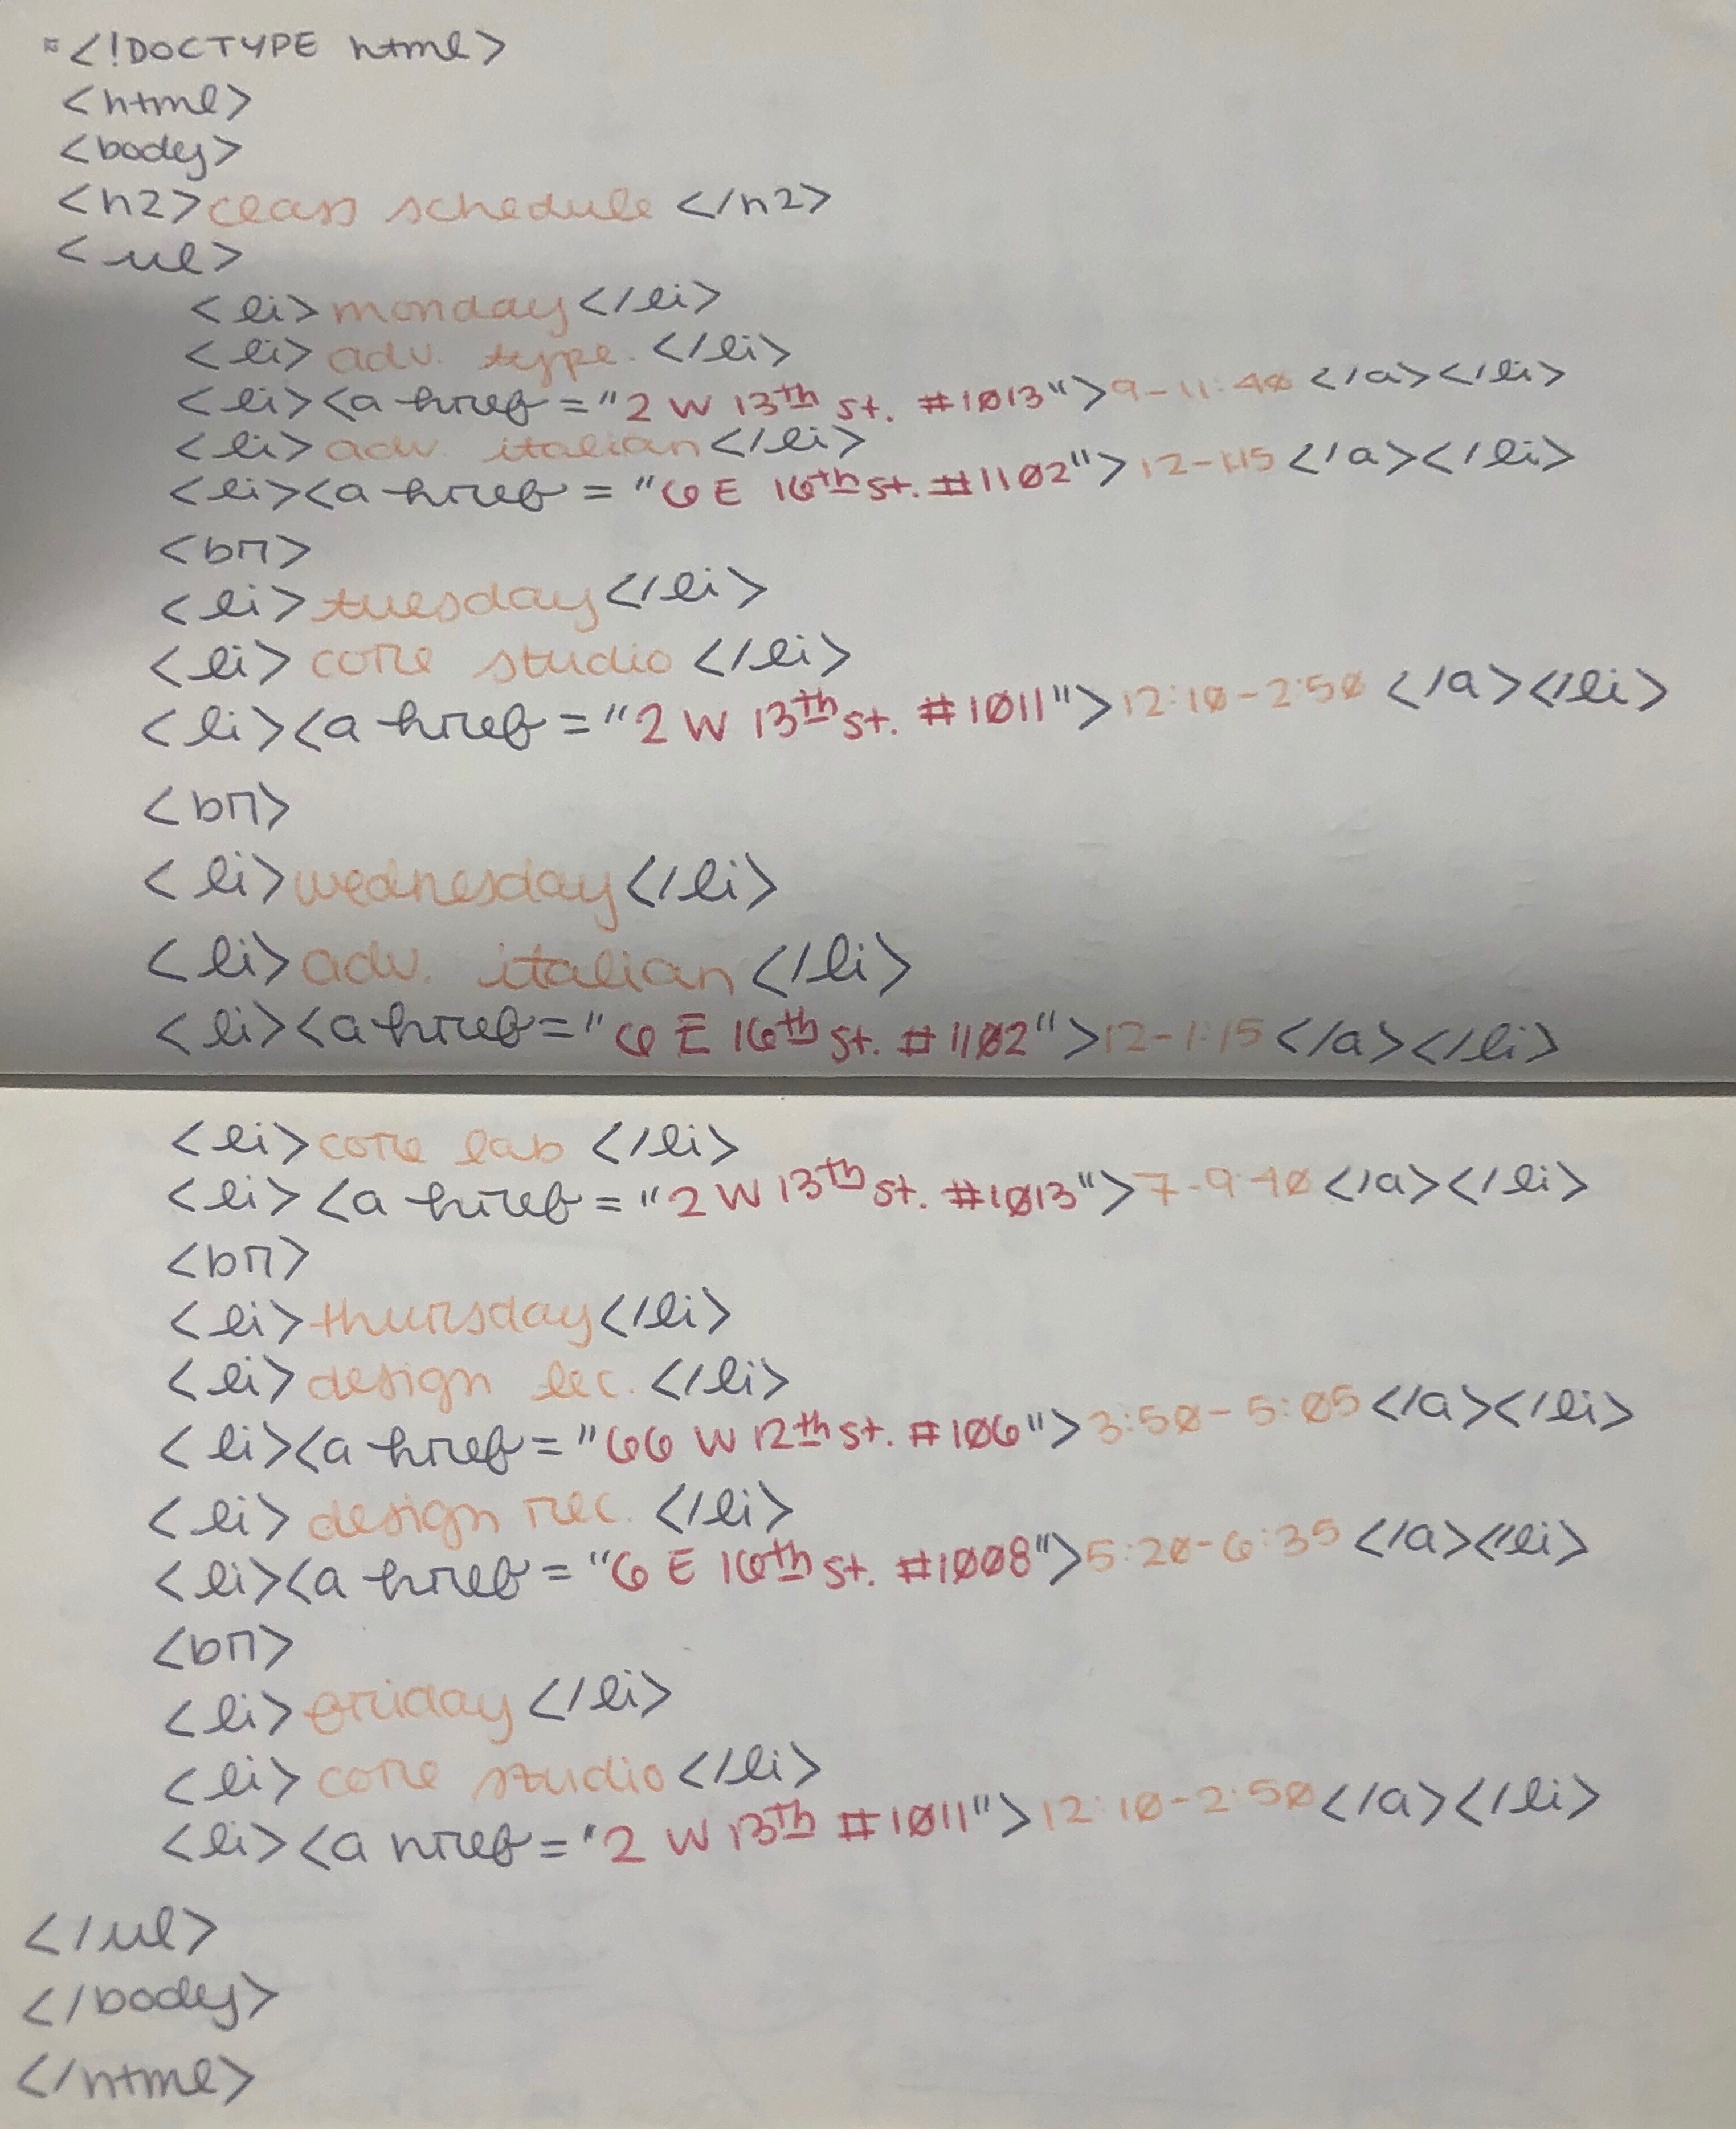 <!DOCTYPE html>
<html>
<body>
<h2>class schedule </h2>
<ul>
<li>monday</li>
<li>adv. type. </li>
<li><a href="2 W 13th St. #1013">9-11:40 </a></li>
<li>adv. italian</li>
<li><a href = "6 E 16th St. #1102">12-1:15 </a></li>
<br>
<li>tuesday</li>
<li>core studio </li>
<li><a href="2 W 13th St. #1011">12:10-2:50 </a></li>
<br>
<li>wednesday</li>
<li>adv. italian</li>
<li><a href="6 E 16th St. #1102">12-1:15</a></li>
<li>core lab </li>
<li><a href="2 W 13th St. #1013">7-9:40</a></li>
<br>
<li>thursday</li>
<li>design lec. </li>
<li><a href="66 W 12th St. #106">3:50-5:05</a></li>
<li>design rec. </li>
<li><a href="6 E 16th St. #1008">5:20-6:35 </a></li>
<br>
<li>friday </li>
<li>core studio</li>
<li><a href="2 W 13th #1011">12:10-2:50</a></li>
</ul>
</body>
</html>